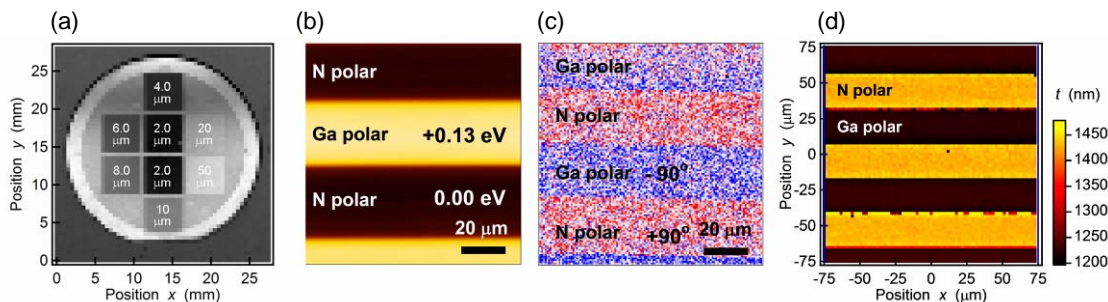 (a)
25
20
15
10
5
0
Position y (mm)
0 5 10 15 20 25
Position x (mm)
4.0
μm
6.0
μm
2.0
μm
20
μm
8.0
μm
2.0
μm
50
μm
10
μm
(b)
N polar
Ga polar +0.13 eV
N polar 0.00 eV
20 μm
(c)
Ga polar
N polar
Ga polar - 90°
N polar +90° 20 μm
(d)
75
50
25
0
-25
-50
-75
Position y (μm)
N polar
Ga polar
-75 -50 -25 0 25 50 75
Position x (μm)
t (nm)
1450
1400
1350
1300
1250
1200